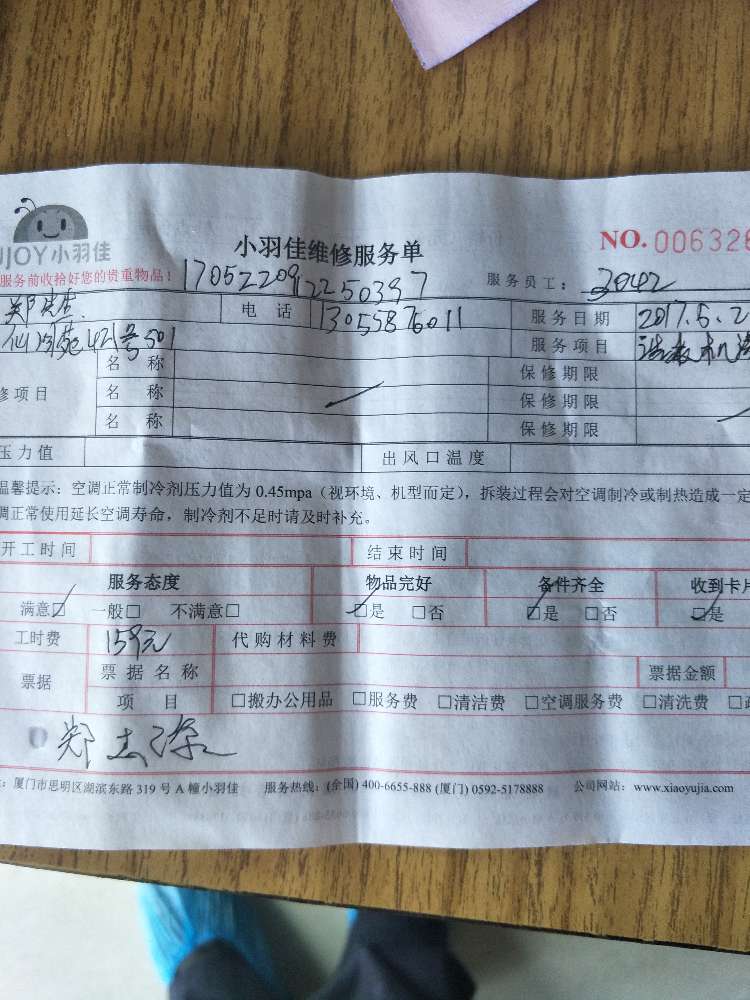 UJOY小羽佳
小羽佳维修服务单
NO. 006328
服务前收拾好您的贵重物品!
1705220912250397
服务员工: 3042
郑先生
电 话
13055876011
服务日期
2017.5.2
421号501
服务项目
名 称
保修期限
修项目
名 称
保修期限
名 称
保修期限
压力值
出风口温度
温馨提示:空调正常制冷剂压力值为 0.45mpa(视环境、机型而定),拆装过程会对空调制冷或制热造成一定
调正常使用延长空调寿命,制冷剂不足时请及时补充。
开工时间
结束时间
服务态度
物品完好
备件齐全
收到卡片
满意☑ 一般□ 不满意□
☑是 □否
☑是 □否
☑是
工时费
159元
代购材料费
票据
票据名称
票据金额
项 目
□搬办公用品 □服务费 □清洁费 □空调服务费 □清洗费
郑
:厦门市思明区湖滨东路 319 号 A 幢小羽佳 服务热线:(全国) 400-6655-888 (厦门) 0592-5178888 公司网站:www.xiaoyujia.com